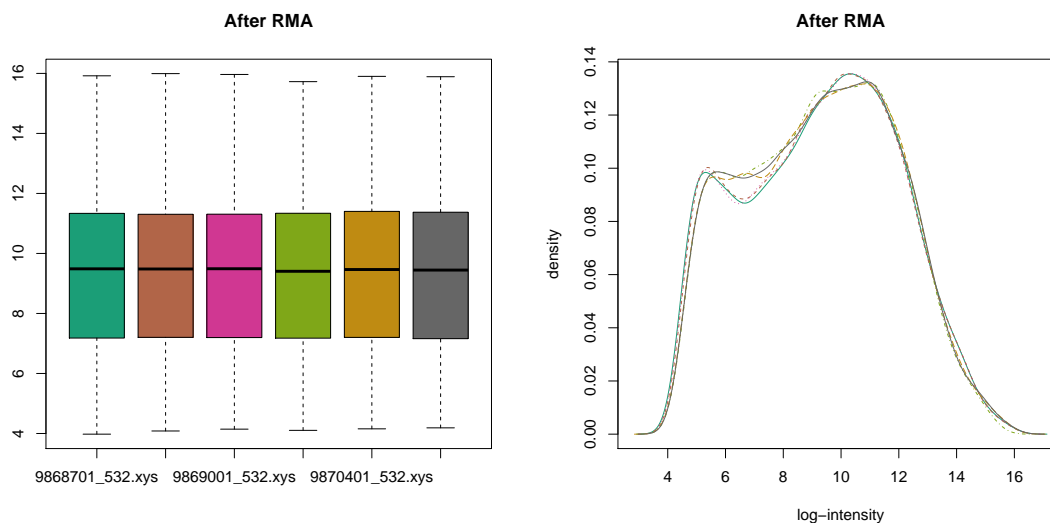 After RMA
16
14
12
10
8
6
4
9868701_532.xys 9869001_532.xys 9870401_532.xys
After RMA
0.14
0.12
0.10
0.08
0.06
0.04
0.02
0.00
density
4 6 8 10 12 14 16
log−intensity